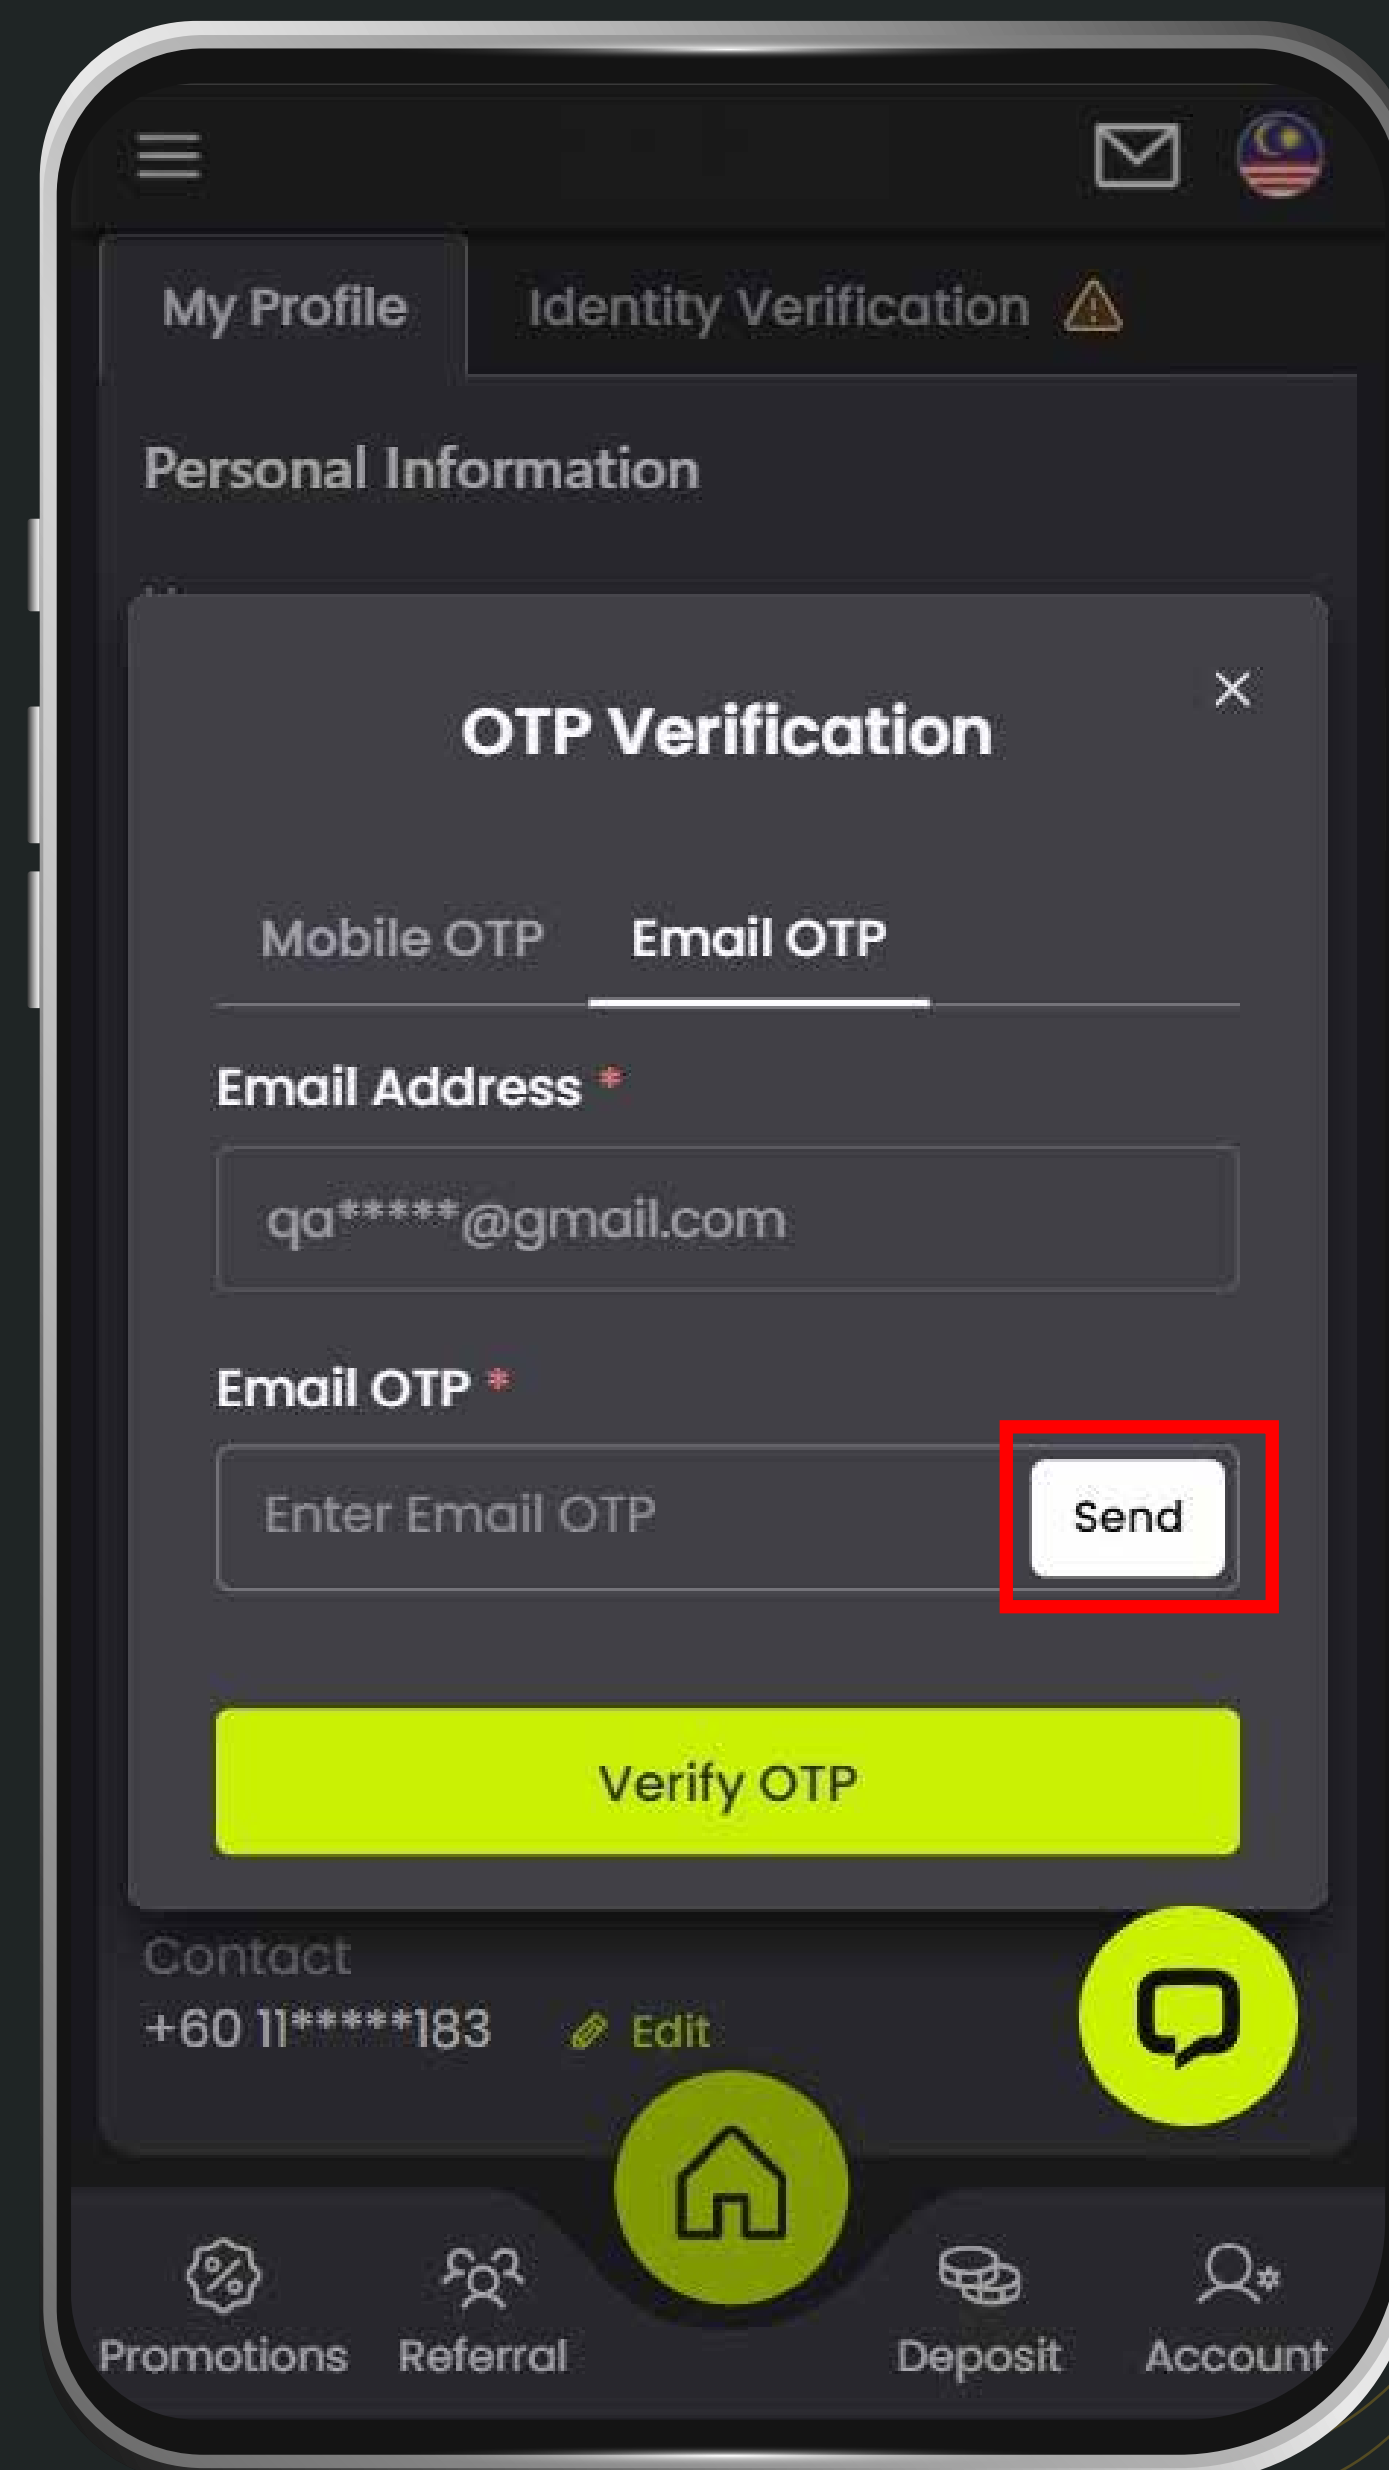 My Profile
Identity Verification
Personal Information
OTP Verification
Mobile OTP
Email OTP
Email Address *
qa*****@gmail.com
Email OTP *
Enter Email OTP
Send
Verify OTP
Contact
+60 11*****183
Edit
Promotions
Referral
Deposit
Account